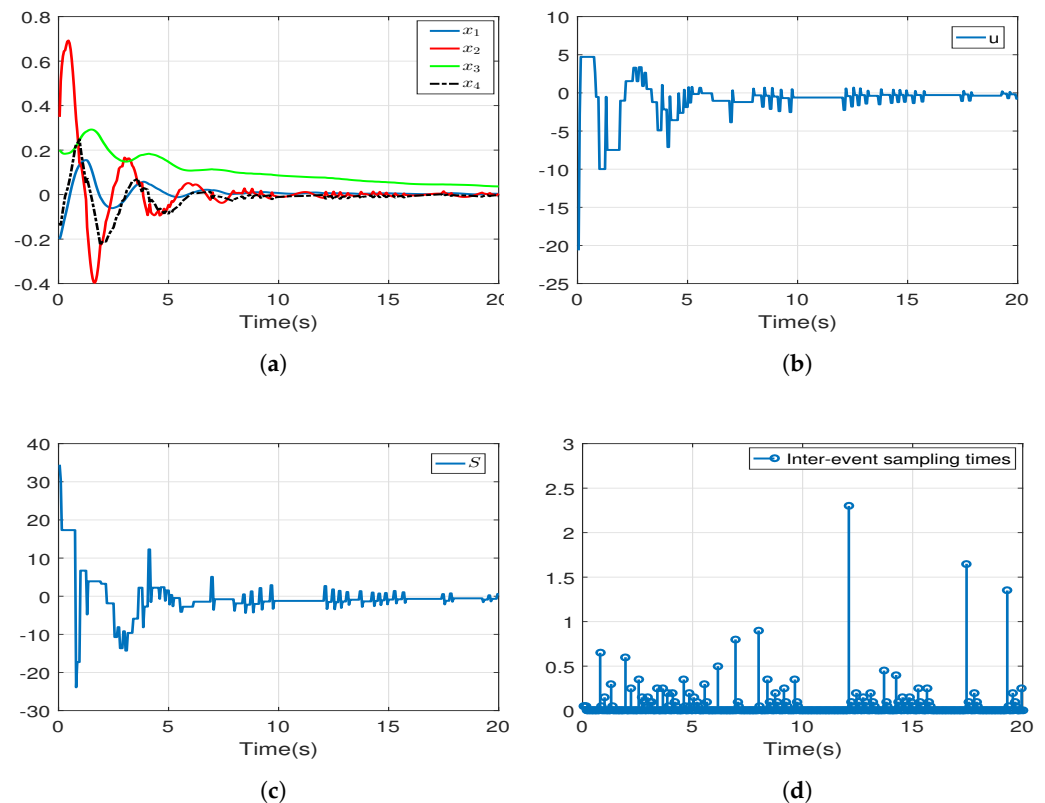 0.8
0.6
0.4
0.2
0
-0.2
-0.4
x₁
x₂
x₃
x₄
0 5 10 15 20
Time(s)
(a)
10
5
0
-5
-10
-15
-20
-25
u
0 5 10 15 20
Time(s)
(b)
40
30
20
10
0
-10
-20
-30
S
0 5 10 15 20
Time(s)
(c)
3
2.5
2
1.5
1
0.5
0
Inter-event sampling times
0 5 10 15 20
Time(s)
(d)